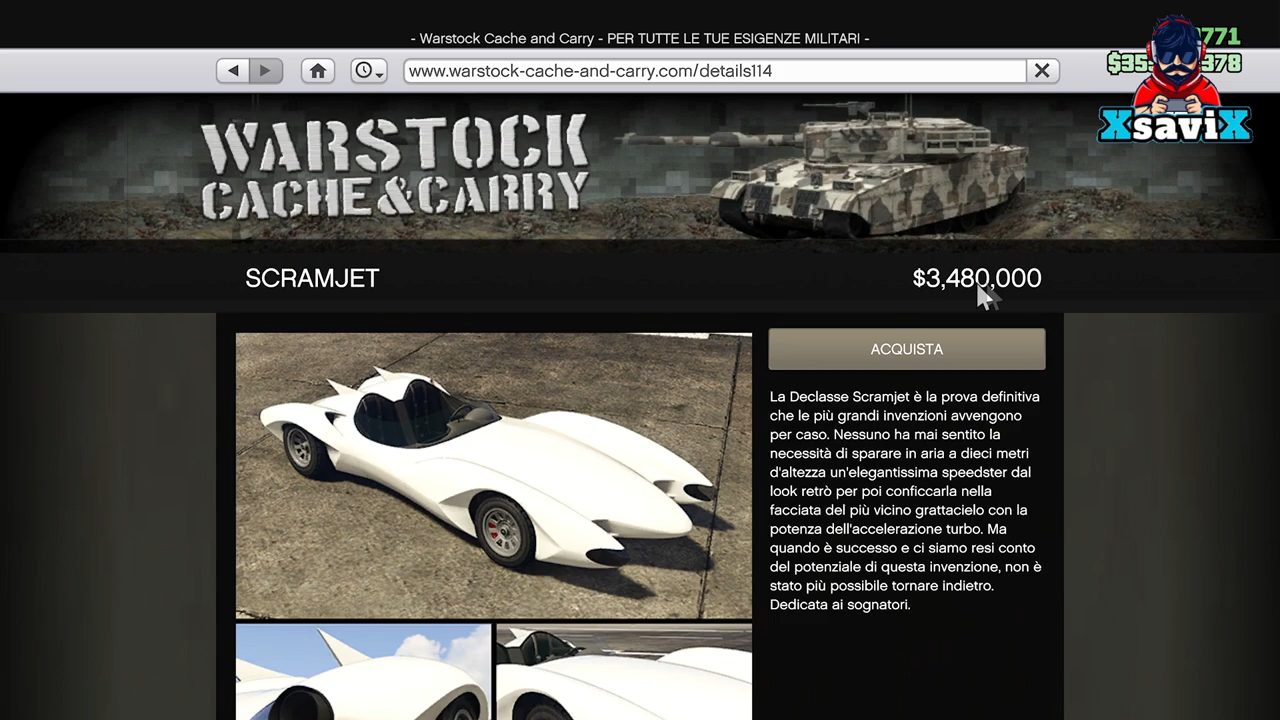 - Warstock Cache and Carry - PER TUTTE LE TUE ESIGENZE MILITARI -
www.warstock-cache-and-carry.com/details114
XsaviX
WARSTOCK
CACHE&CARRY
SCRAMJET
$3,480,000
ACQUISTA
La Declasse Scramjet è la prova definitiva
che le più grandi invenzioni avvengono
per caso. Nessuno ha mai sentito la
necessità di sparare in aria a dieci metri
d'altezza un'elegantissima speedster dal
look retrò per poi conficcarla nella
facciata del più vicino grattacielo con la
potenza dell'accelerazione turbo. Ma
quando è successo e ci siamo resi conto
del potenziale di questa invenzione, non è
stato più possibile tornare indietro.
Dedicata ai sognatori.